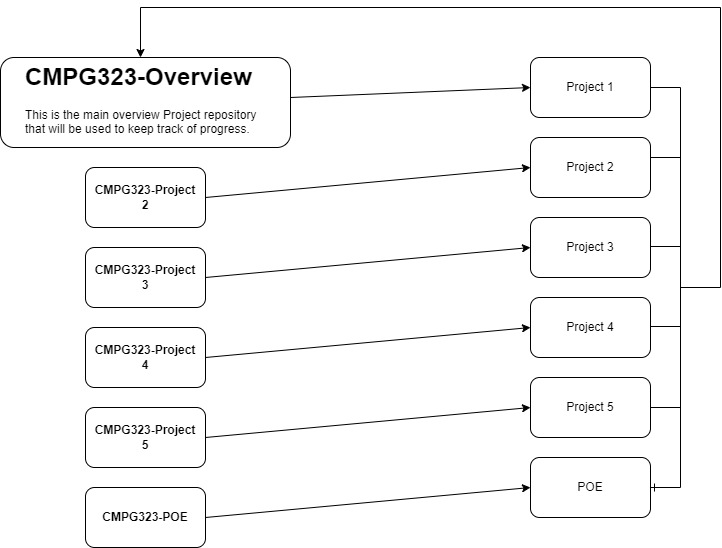 CMPG323-Overview
This is the main overview Project repository
that will be used to keep track of progress.
Project 1
CMPG323-Project
2
Project 2
CMPG323-Project
3
Project 3
CMPG323-Project
4
Project 4
CMPG323-Project
5
Project 5
CMPG323-POE
POE